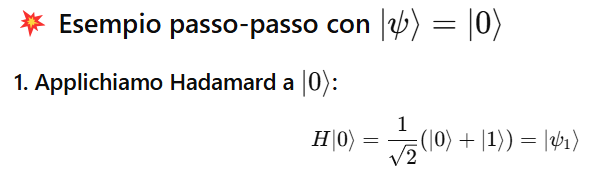 💥 Esempio passo-passo con |ψ⟩ = |0⟩
1. Applichiamo Hadamard a |0⟩:
H|0⟩ = 1/√2 (|0⟩ + |1⟩) = |ψ₁⟩